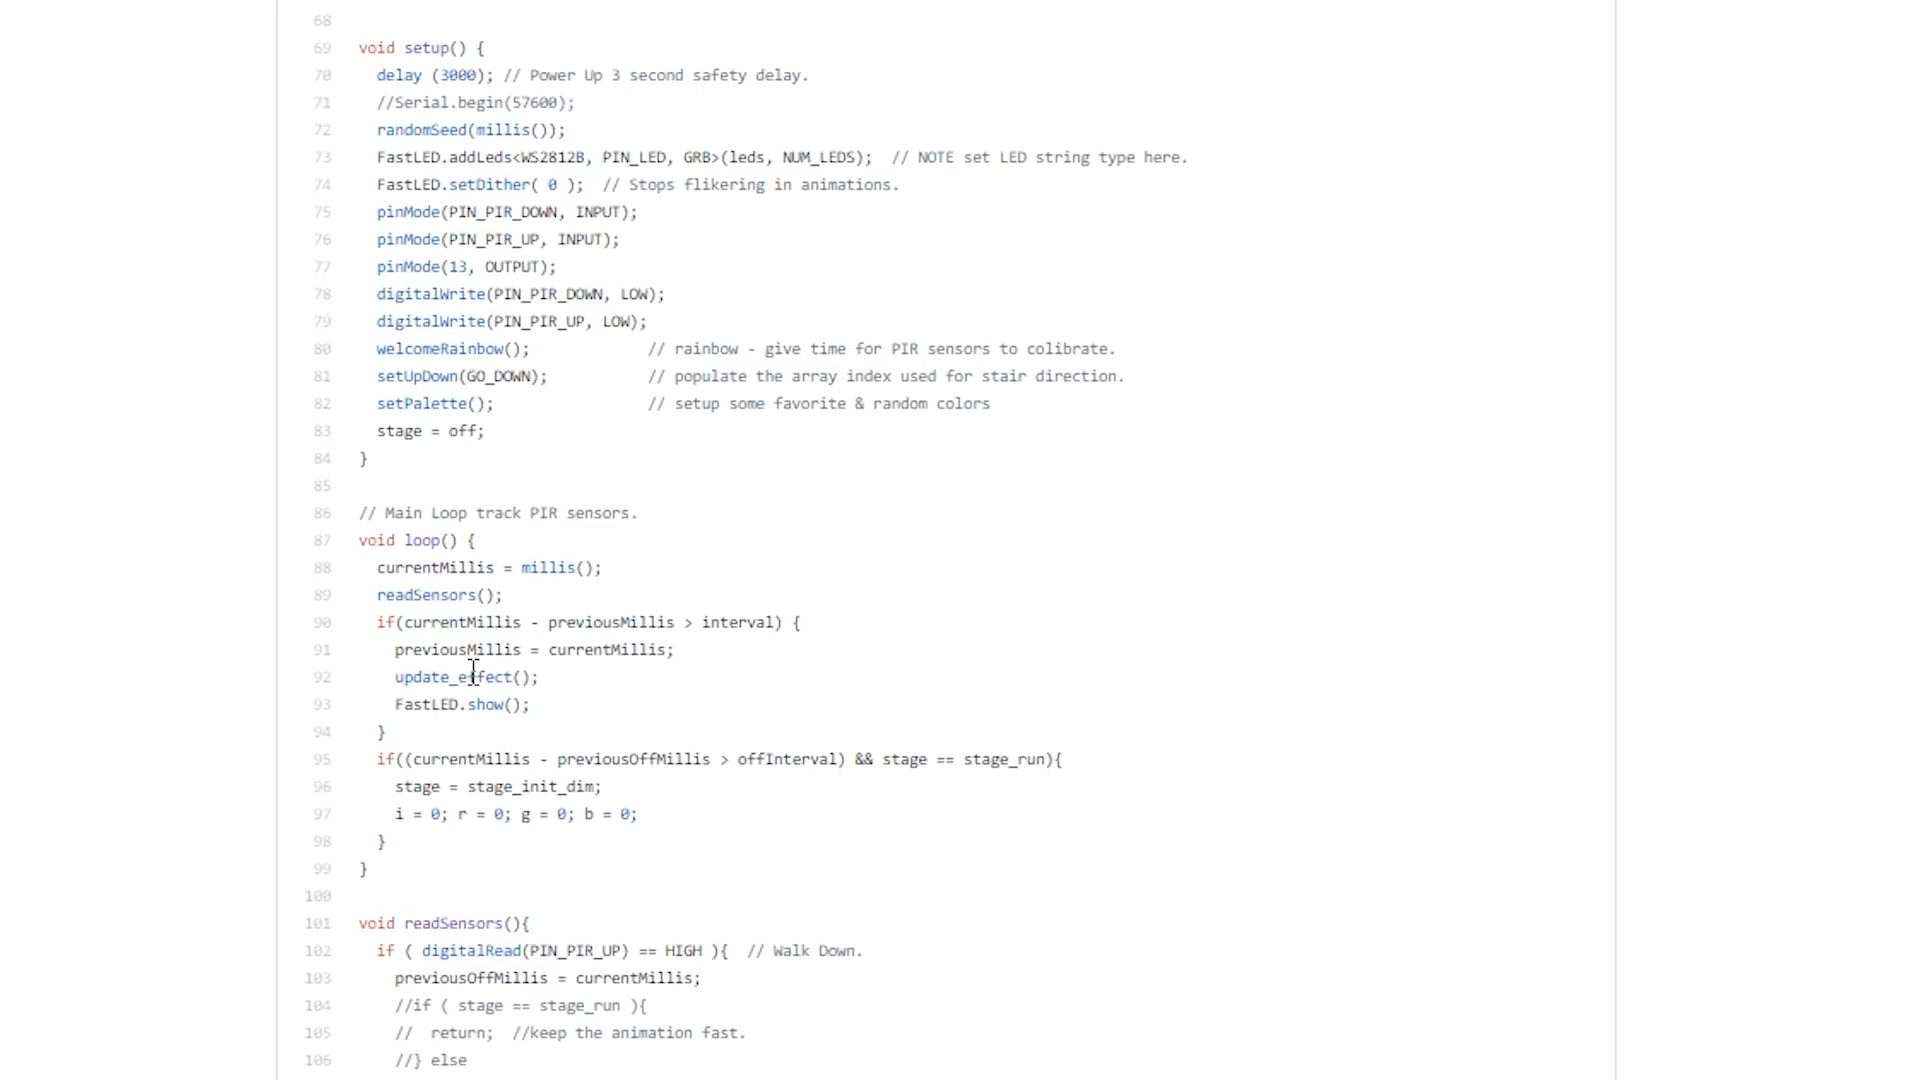 68
69 void setup() {
70 delay (3000); // Power Up 3 second safety delay.
71 //Serial.begin(57600);
72 randomSeed(millis());
73 FastLED.addLeds<WS2812B, PIN_LED, GRB>(leds, NUM_LEDS); // NOTE set LED string type here.
74 FastLED.setDither( 0 ); // Stops flikering in animations.
75 pinMode(PIN_PIR_DOWN, INPUT);
76 pinMode(PIN_PIR_UP, INPUT);
77 pinMode(13, OUTPUT);
78 digitalWrite(PIN_PIR_DOWN, LOW);
79 digitalWrite(PIN_PIR_UP, LOW);
80 welcomeRainbow(); // rainbow - give time for PIR sensors to colibrate.
81 setUpDown(GO_DOWN); // populate the array index used for stair direction.
82 setPalette(); // setup some favorite & random colors
83 stage = off;
84 }
85
86 // Main Loop track PIR sensors.
87 void loop() {
88 currentMillis = millis();
89 readSensors();
90 if(currentMillis - previousMillis > interval) {
91 previousMillis = currentMillis;
92 update_effect();
93 FastLED.show();
94 }
95 if((currentMillis - previousOffMillis > offInterval) && stage == stage_run){
96 stage = stage_init_dim;
97 i = 0; r = 0; g = 0; b = 0;
98 }
99 }
100
101 void readSensors(){
102 if ( digitalRead(PIN_PIR_UP) == HIGH ){ // Walk Down.
103 previousOffMillis = currentMillis;
104 //if ( stage == stage_run ){
105 // return; //keep the animation fast.
106 //} else